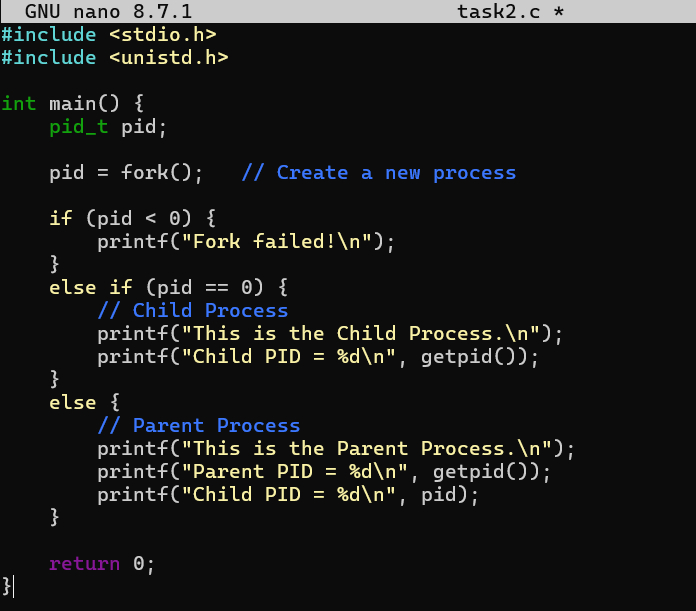 GNU nano 8.7.1 task2.c *
#include <stdio.h>
#include <unistd.h>
int main() {
    pid_t pid;
    pid = fork();   // Create a new process
    if (pid < 0) {
        printf("Fork failed!\n");
    }
    else if (pid == 0) {
        // Child Process
        printf("This is the Child Process.\n");
        printf("Child PID = %d\n", getpid());
    }
    else {
        // Parent Process
        printf("This is the Parent Process.\n");
        printf("Parent PID = %d\n", getpid());
        printf("Child PID = %d\n", pid);
    }
    return 0;
}